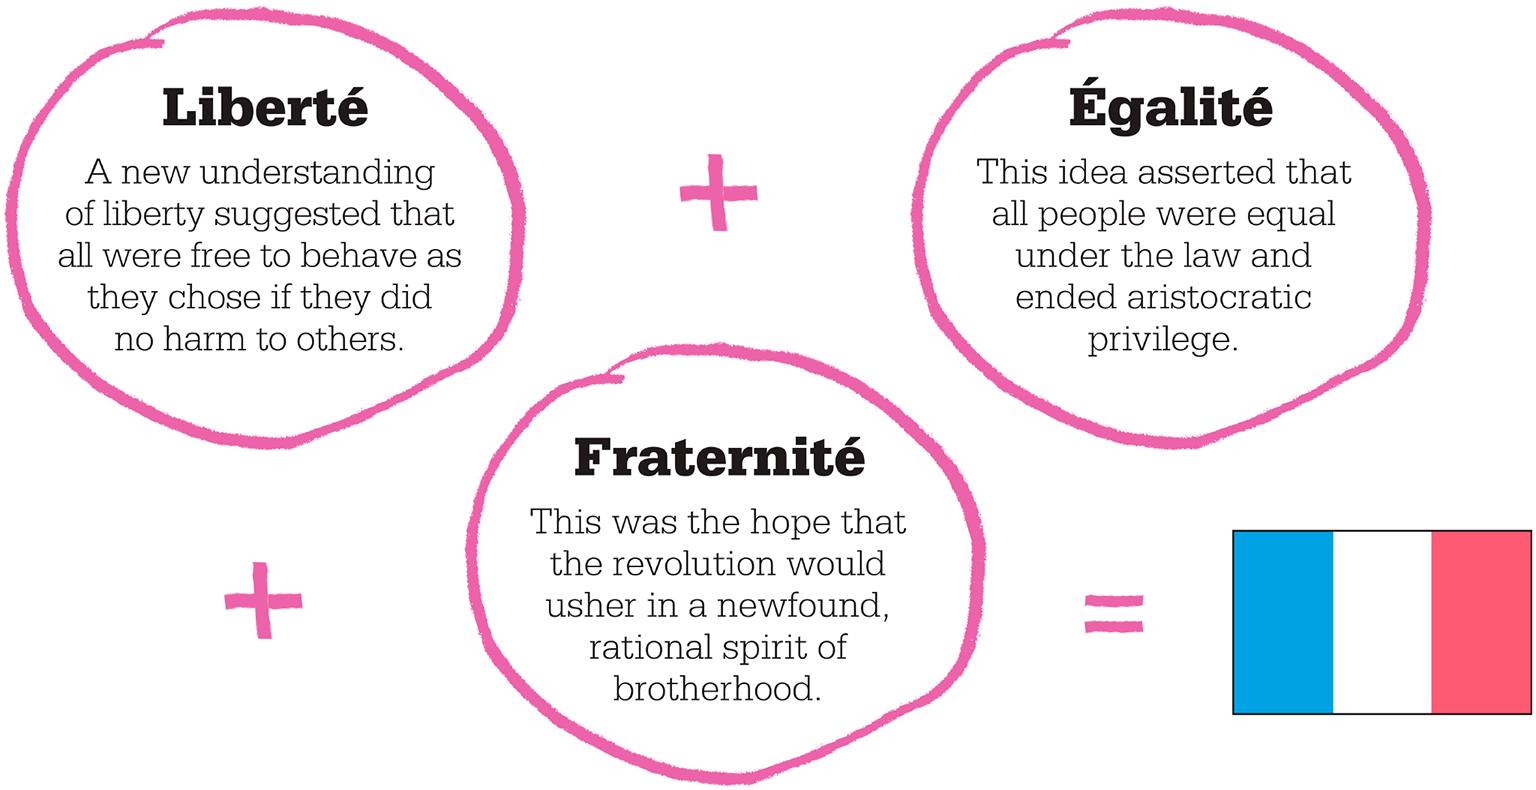 Liberté
A new understanding
of liberty suggested that
all were free to behave as
they chose if they did
no harm to others.
+
Égalité
This idea asserted that
all people were equal
under the law and
ended aristocratic
privilege.
+
Fraternité
This was the hope that
the revolution would
usher in a newfound,
rational spirit of
brotherhood.
=